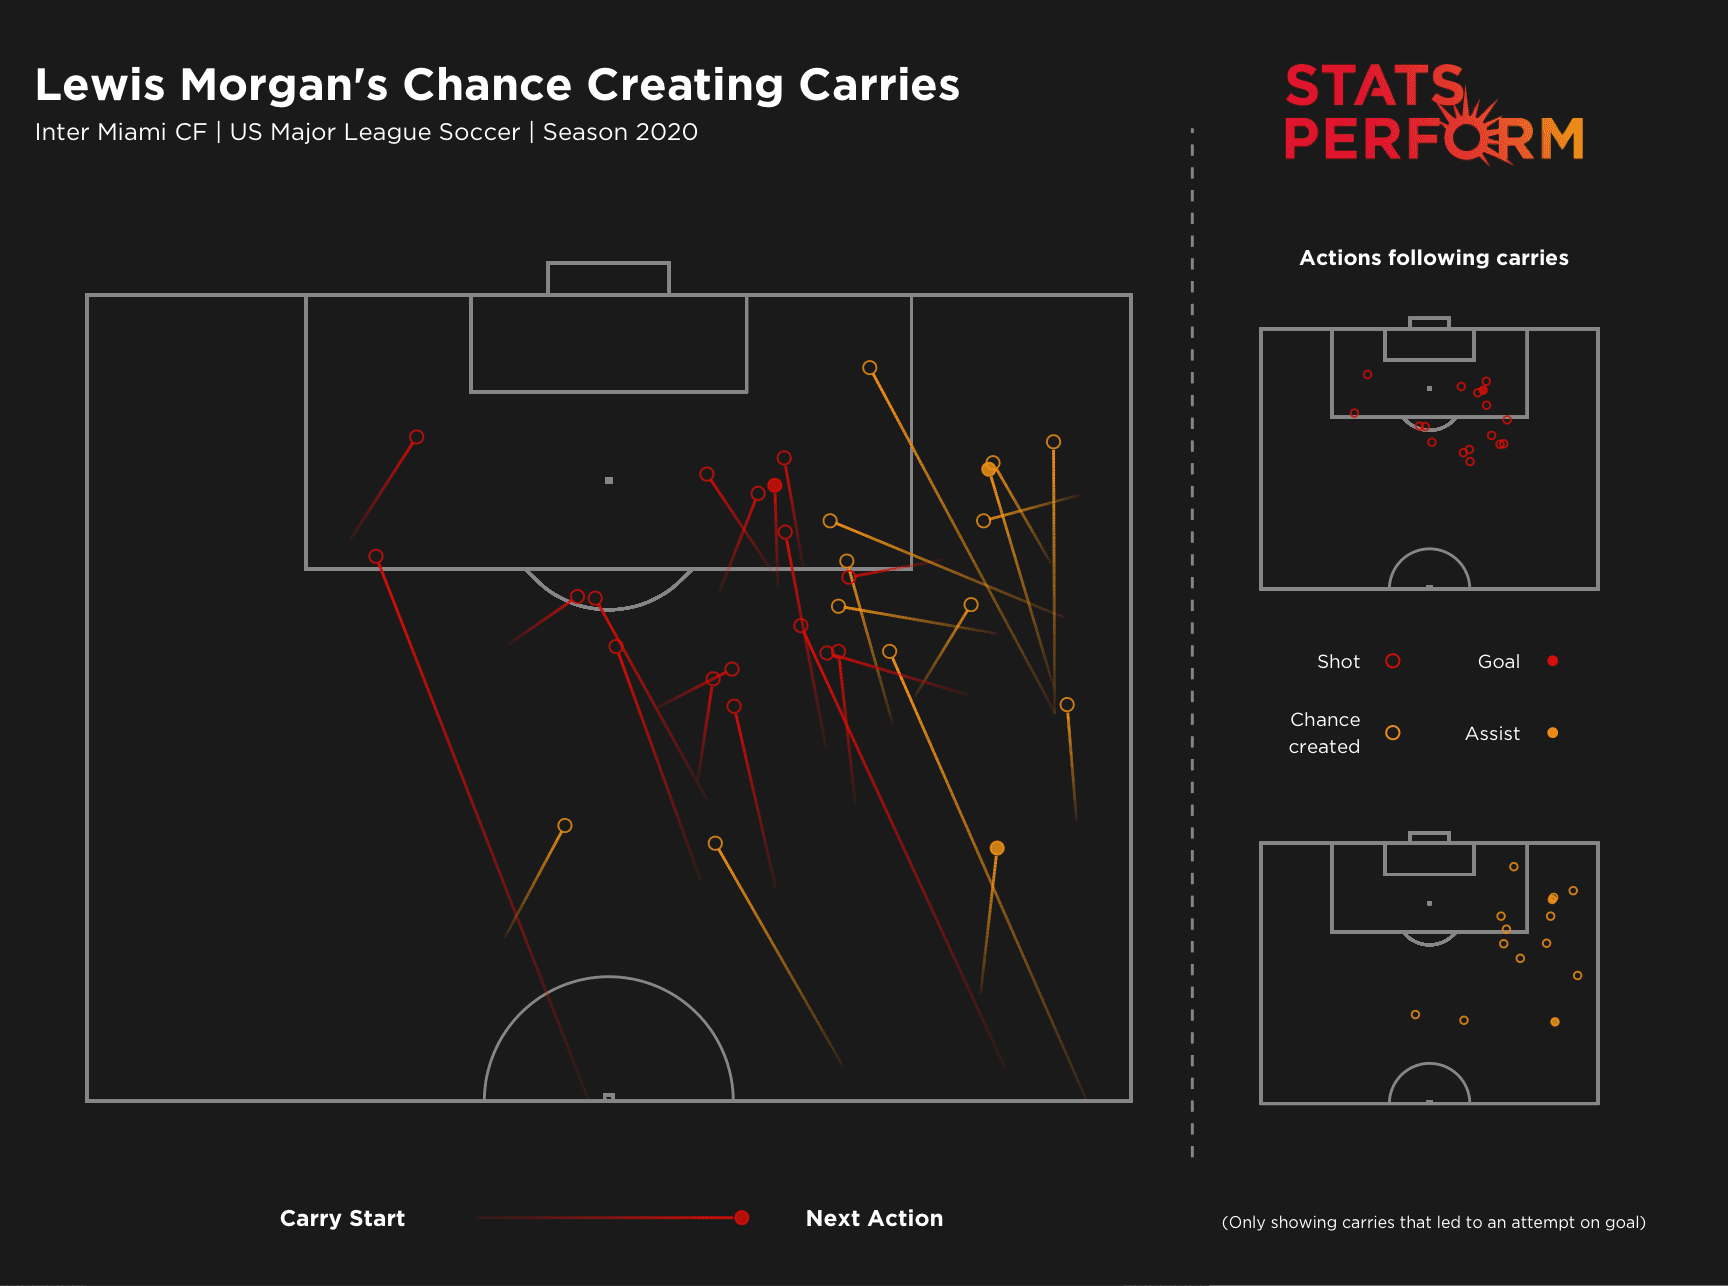 Lewis Morgan's Chance Creating Carries
Inter Miami CF | US Major League Soccer | Season 2020
STATS
PERFORM
Actions following carries
Shot
Goal
Chance
created
Assist
Carry Start
Next Action
(Only showing carries that led to an attempt on goal)